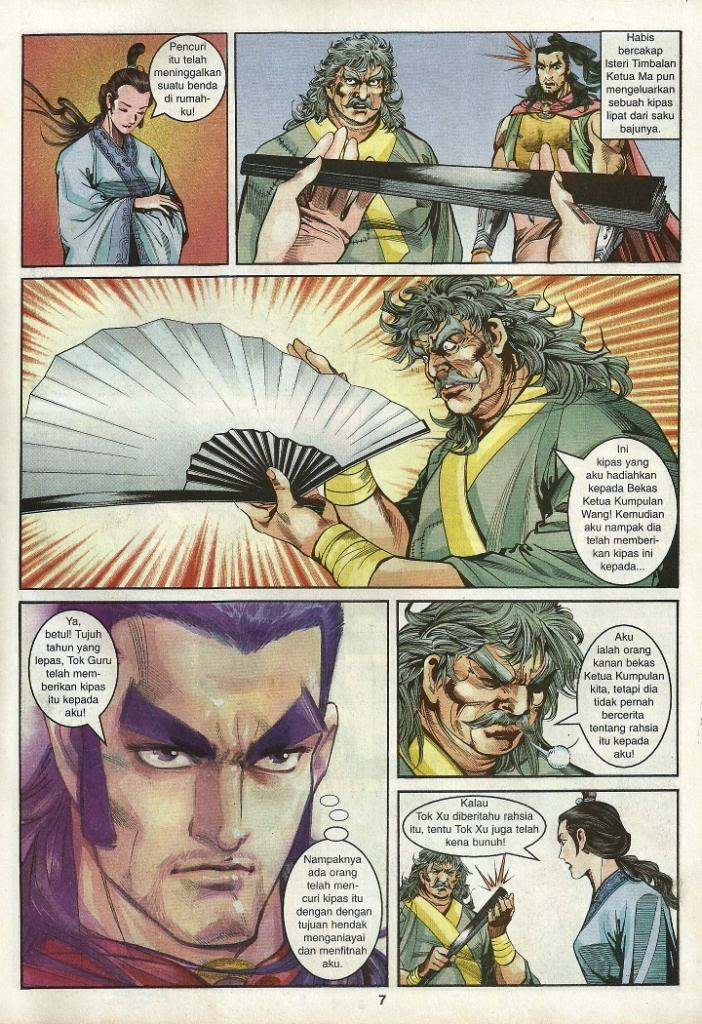 Pencuri
itu telah
meninggalkan
suatu benda
di rumah-
ku!
Habis
bercakap
Isteri Timbalan
Ketua Ma pun
mengeluarkan
sebuah kipas
lipat dari saku
bajunya.
Ini
kipas yang
aku hadiahkan
kepada Bekas
Ketua Kumpulan
Wang! Kemudian
aku nampak dia
telah memberi-
kan kipas ini
kepada...
Ya,
betul! Tujuh
tahun yang
lepas, Tok Guru
telah mem-
berikan kipas
itu kepada
aku!
Nampaknya
ada orang
telah men-
curi kipas itu
dengan dengan
tujuan hendak
menganiayai
dan menfitnah
aku.
Aku
ialah orang
kanan bekas
Ketua Kumpulan
kita, tetapi dia
tidak pernah
bercerita
tentang rahsia
itu kepada
aku!
Kalau
Tok Xu diberitahu rahsia
itu, tentu Tok Xu juga telah
kena bunuh!
7